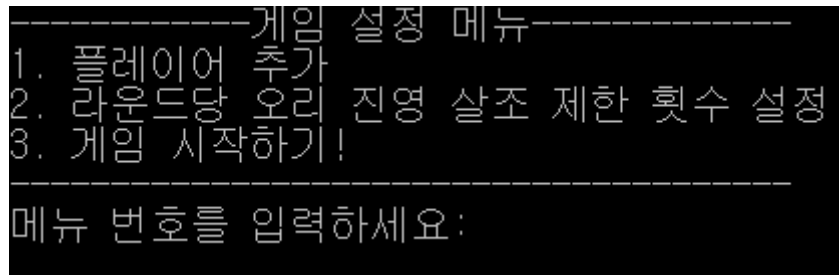 ------------게임 설정 메뉴-------------
1. 플레이어 추가
2. 라운드당 오리 진영 살조 제한 횟수 설정
3. 게임 시작하기!
---------------------------------------
메뉴 번호를 입력하세요: